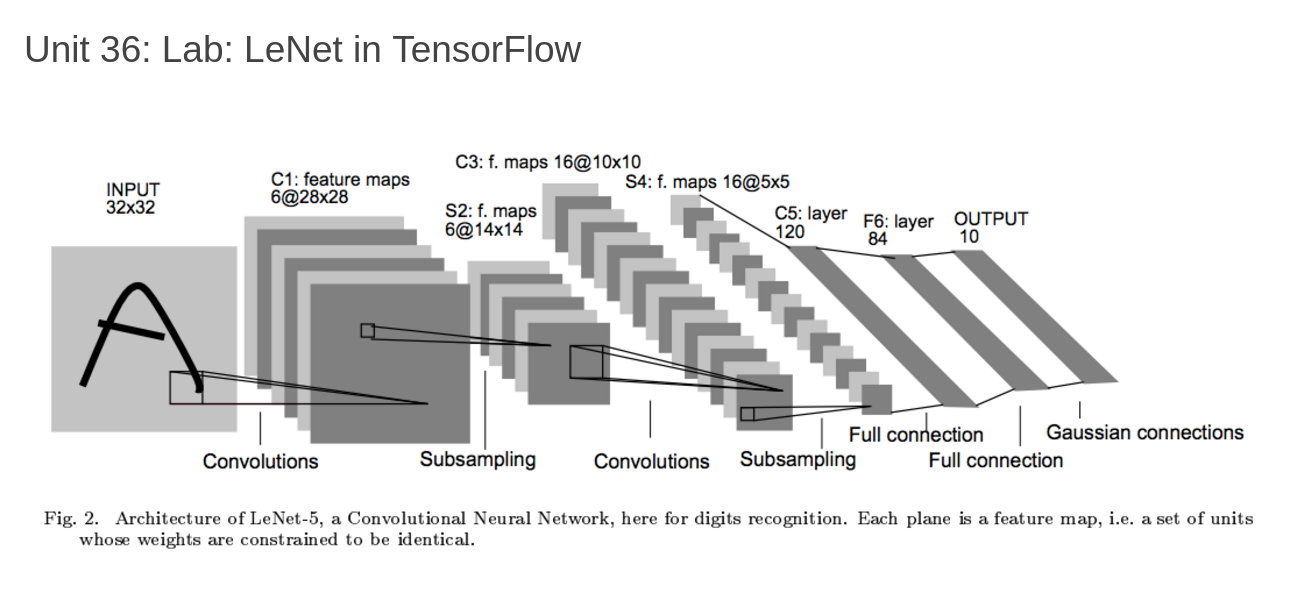 Unit 36: Lab: LeNet in TensorFlow
INPUT
32x32
C1: feature maps
6@28x28
S2: f. maps
6@14x14
C3: f. maps 16@10x10
S4: f. maps 16@5x5
C5: layer
120
F6: layer
84
OUTPUT
10
Convolutions
Subsampling
Convolutions
Subsampling
Full connection
Full connection
Gaussian connections
Fig. 2. Architecture of LeNet-5, a Convolutional Neural Network, here for digits recognition. Each plane is a feature map, i.e. a set of units
whose weights are constrained to be identical.